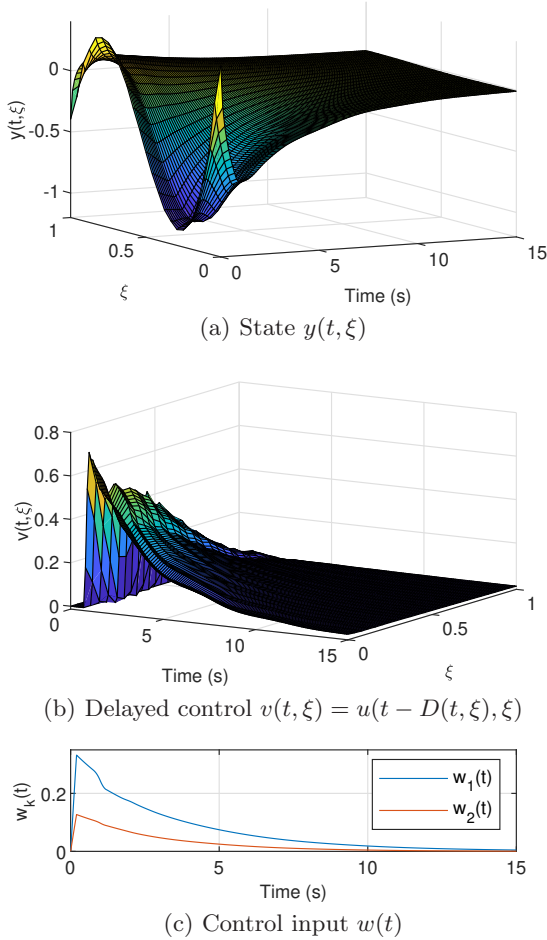 0
-0.5
-1
y(t,ξ)
1
0.5
0
ξ
0
5
10
15
Time (s)
(a) State y(t, ξ)
0.8
0.6
0.4
0.2
0
v(t,ξ)
0
5
10
15
Time (s)
0
0.5
1
ξ
(b) Delayed control v(t, ξ) = u(t − D(t, ξ), ξ)
0.2
0
w_k(t)
w_1(t)
w_2(t)
0
5
10
15
Time (s)
(c) Control input w(t)